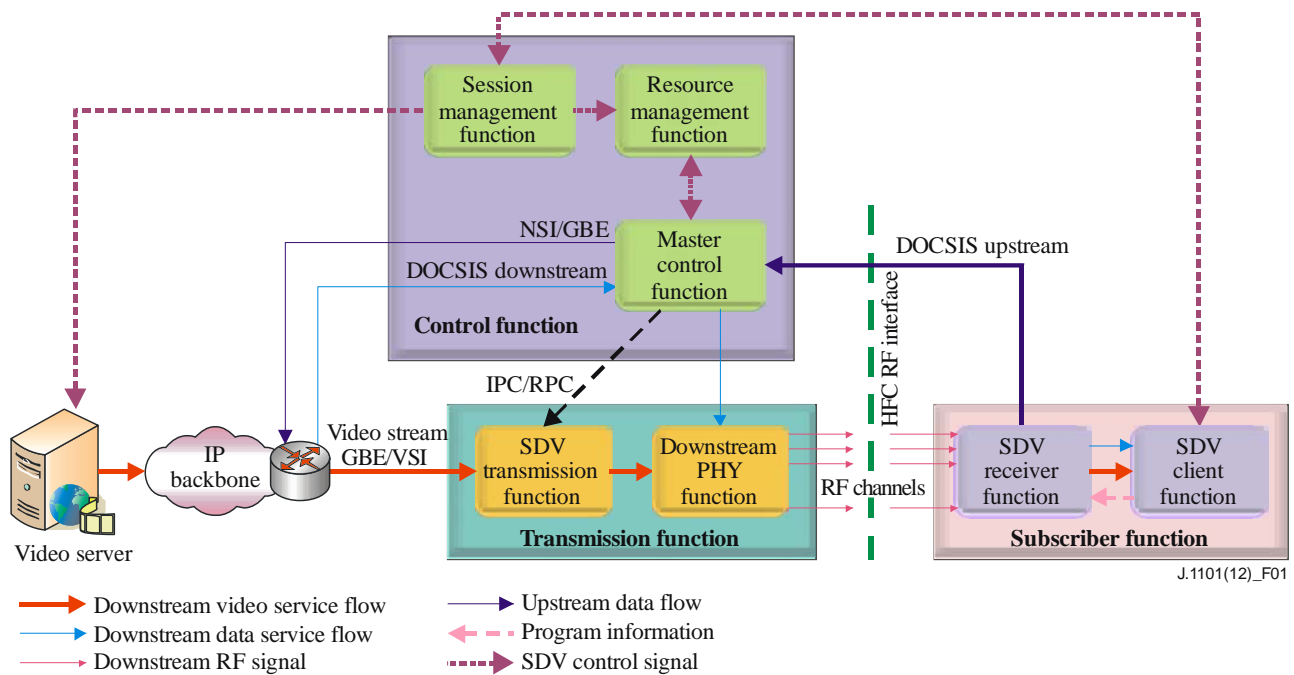 Session
management
function
Resource
management
function
NSI/GBE
Master
control
function
DOCSIS upstream
DOCSIS downstream
Control function
HFC RF interface
IPC/RPC
Video stream
GBE/VSI
IP
backbone
SDV
transmission
function
Downstream
PHY
function
RF channels
SDV
receiver
function
SDV
client
function
Transmission function
Subscriber function
Video server
J.1101(12)_F01
Downstream video service flow
Downstream data service flow
Downstream RF signal
Upstream data flow
Program information
SDV control signal